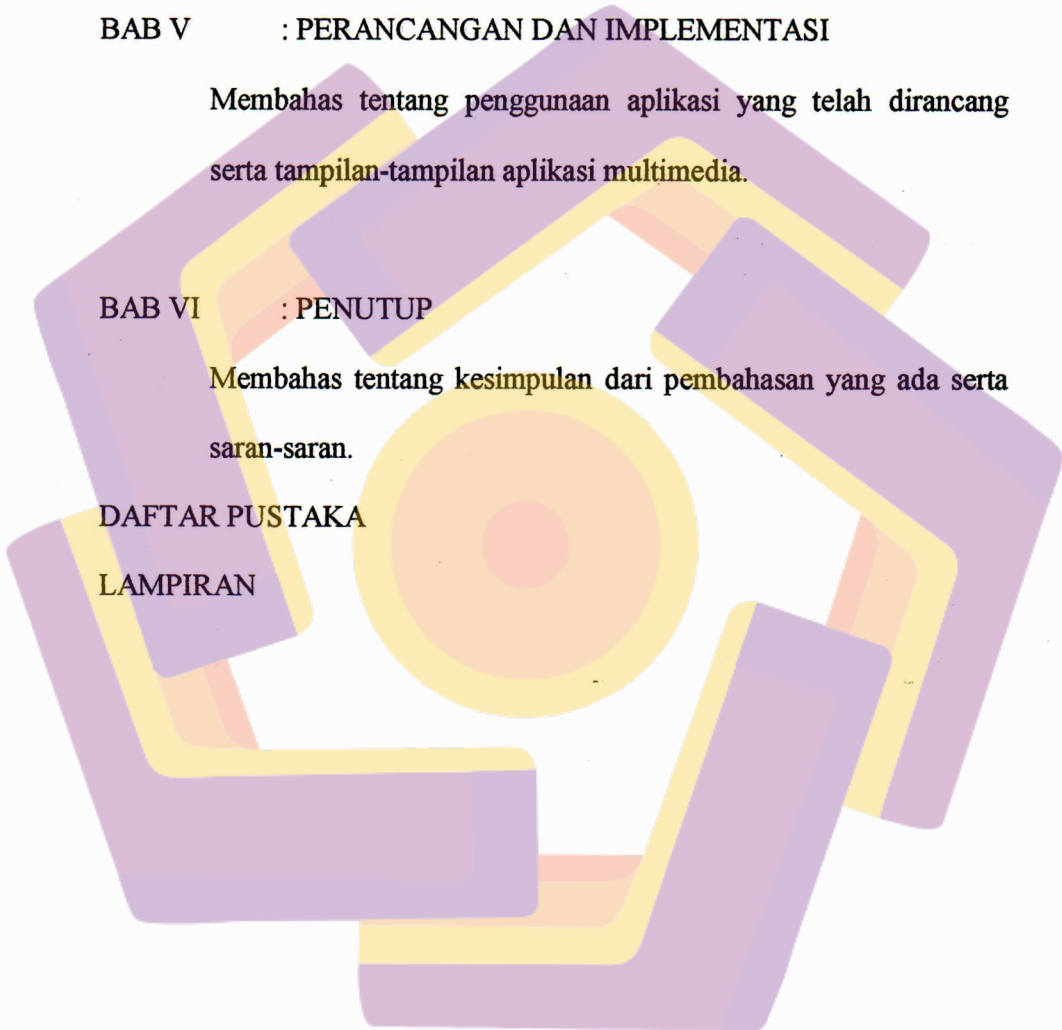 BAB V : PERANCANGAN DAN IMPLEMENTASI
Membahas tentang penggunaan aplikasi yang telah dirancang
serta tampilan-tampilan aplikasi multimedia.
BAB VI : PENUTUP
Membahas tentang kesimpulan dari pembahasan yang ada serta
saran-saran.
DAFTAR PUSTAKA
LAMPIRAN